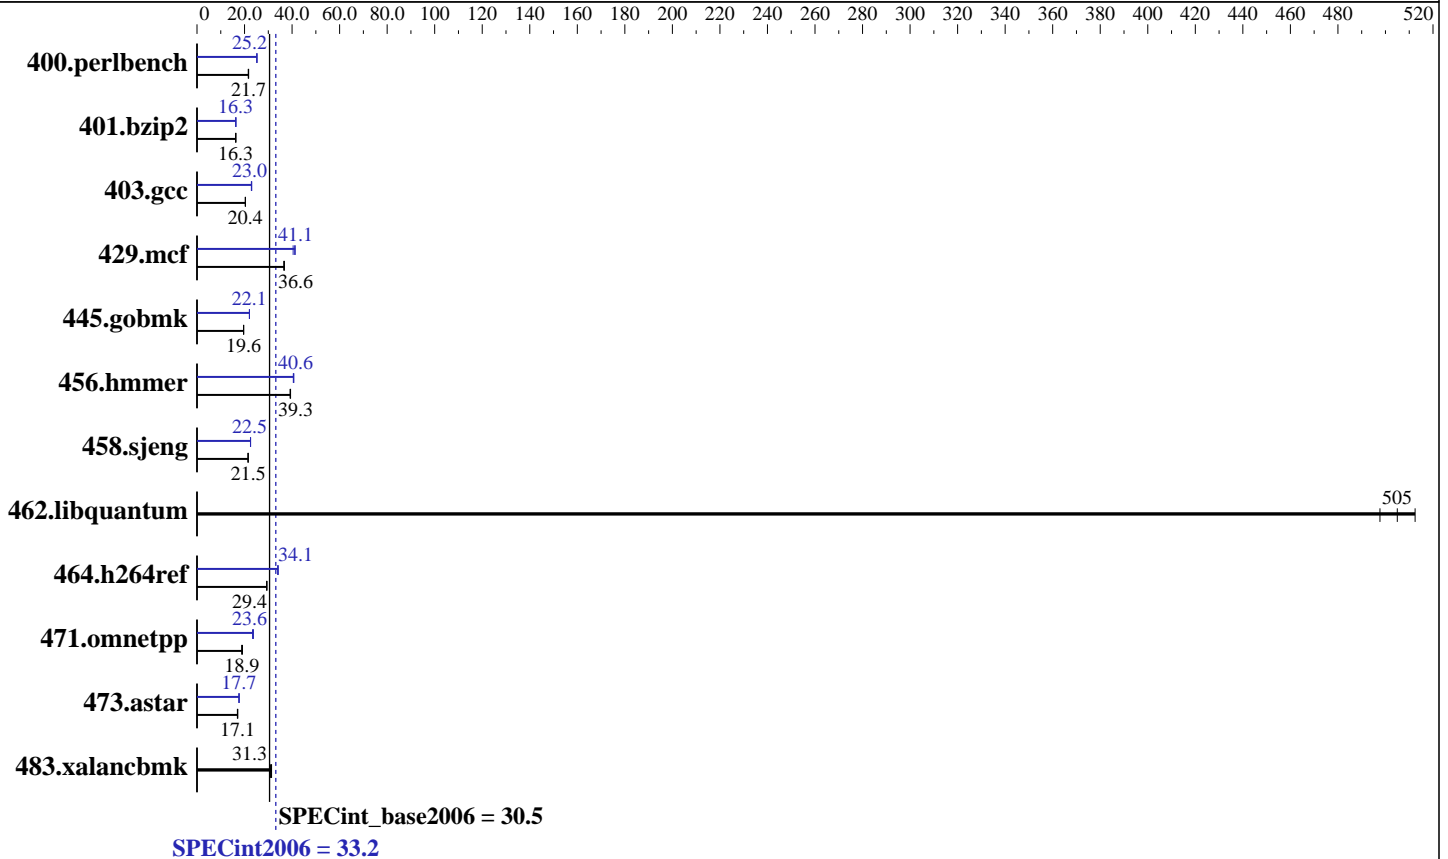 0 20.0 40.0 60.0 80.0 100 120 140 160 180 200 220 240 260 280 300 320 340 360 380 400 420 440 460 480 520
25.2
400.perlbench
21.7
16.3
401.bzip2
16.3
23.0
403.gcc
20.4
41.1
429.mcf
36.6
22.1
445.gobmk
19.6
40.6
456.hmmer
39.3
22.5
458.sjeng
21.5
505
462.libquantum
34.1
464.h264ref
29.4
23.6
471.omnetpp
18.9
17.7
473.astar
17.1
31.3
483.xalancbmk
SPECint_base2006 = 30.5
SPECint2006 = 33.2